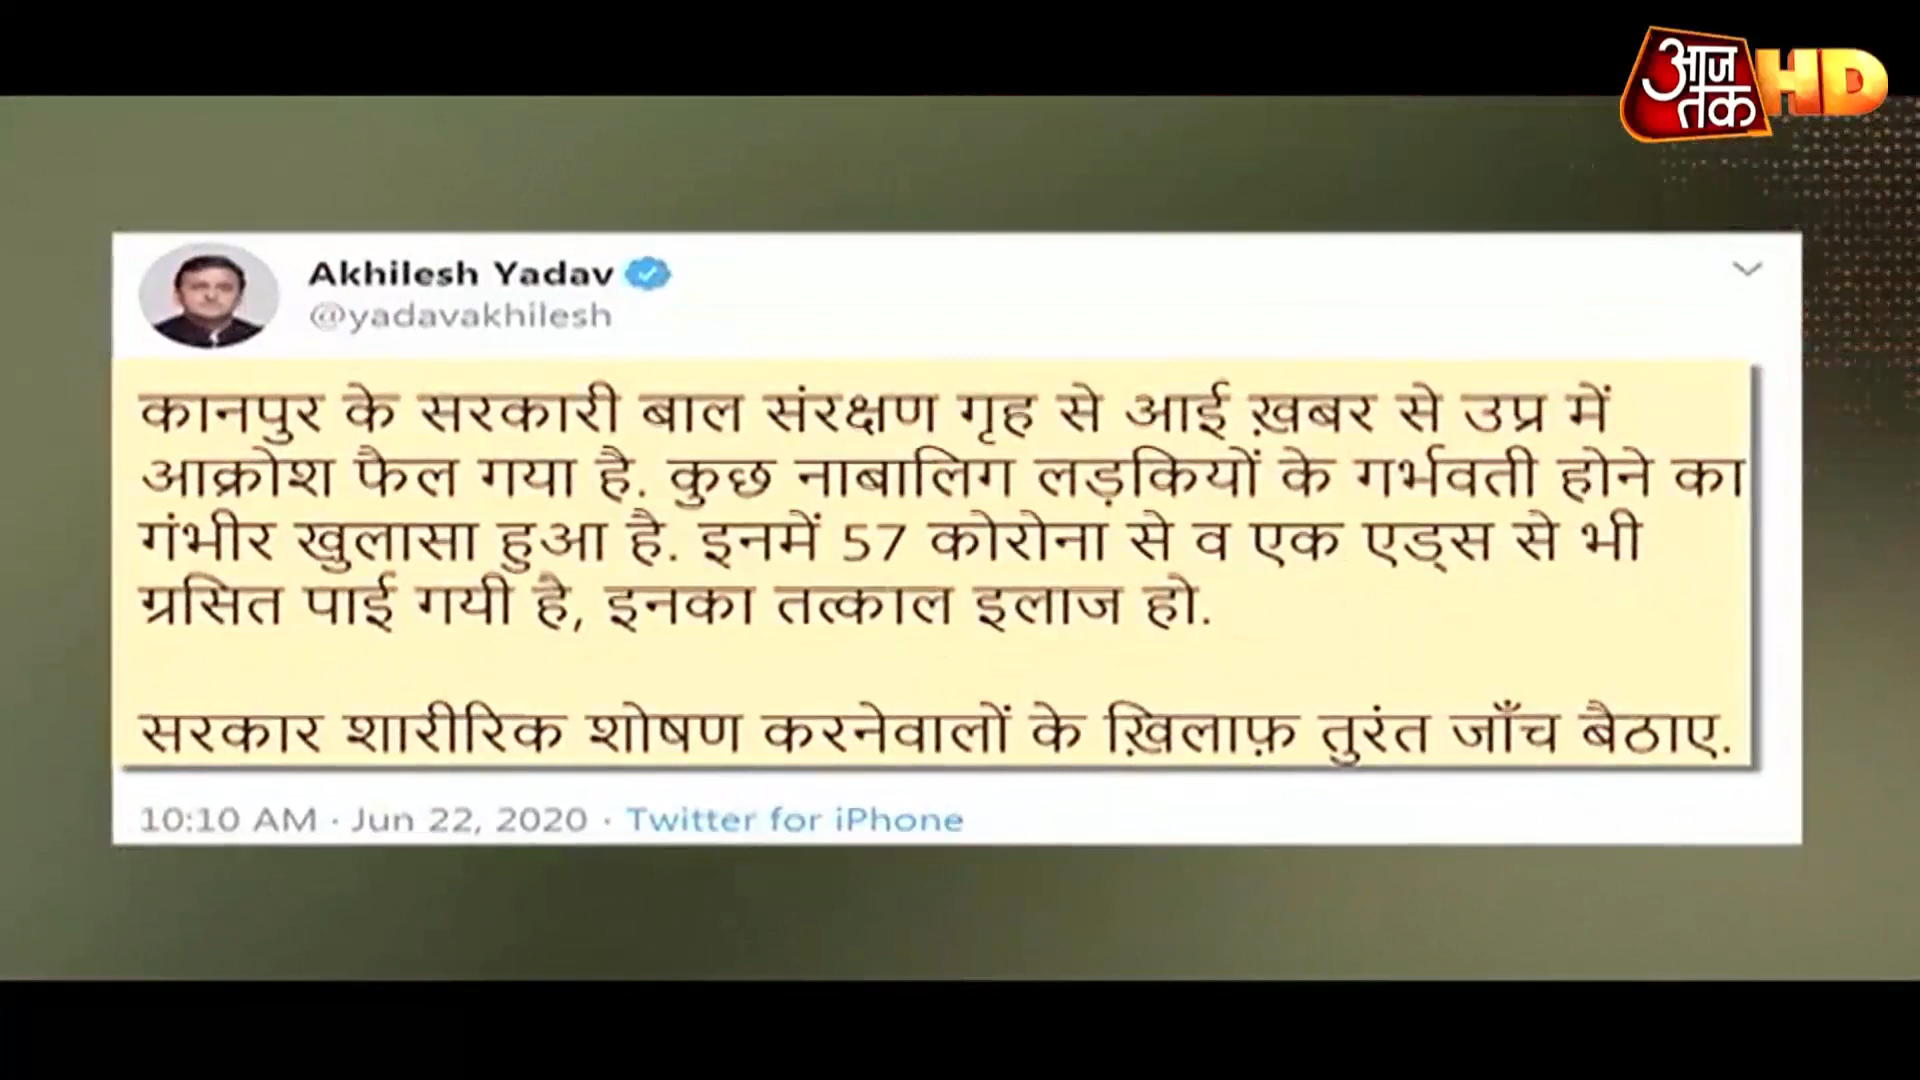 आज तक HD
Akhilesh Yadav
@yadavakhilesh
कानपुर के सरकारी बाल संरक्षण गृह से आई ख़बर से उप्र में
आक्रोश फैल गया है. कुछ नाबालिग लड़कियों के गर्भवती होने का
गंभीर खुलासा हुआ है. इनमें 57 कोरोना से व एक एड्स से भी
ग्रसित पाई गयी है, इनका तत्काल इलाज हो.
सरकार शारीरिक शोषण करनेवालों के ख़िलाफ़ तुरंत जाँच बैठाए.
10:10 AM · Jun 22, 2020 · Twitter for iPhone